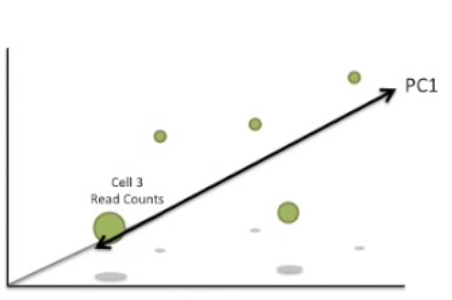 PC1
Cell 3
Read Counts